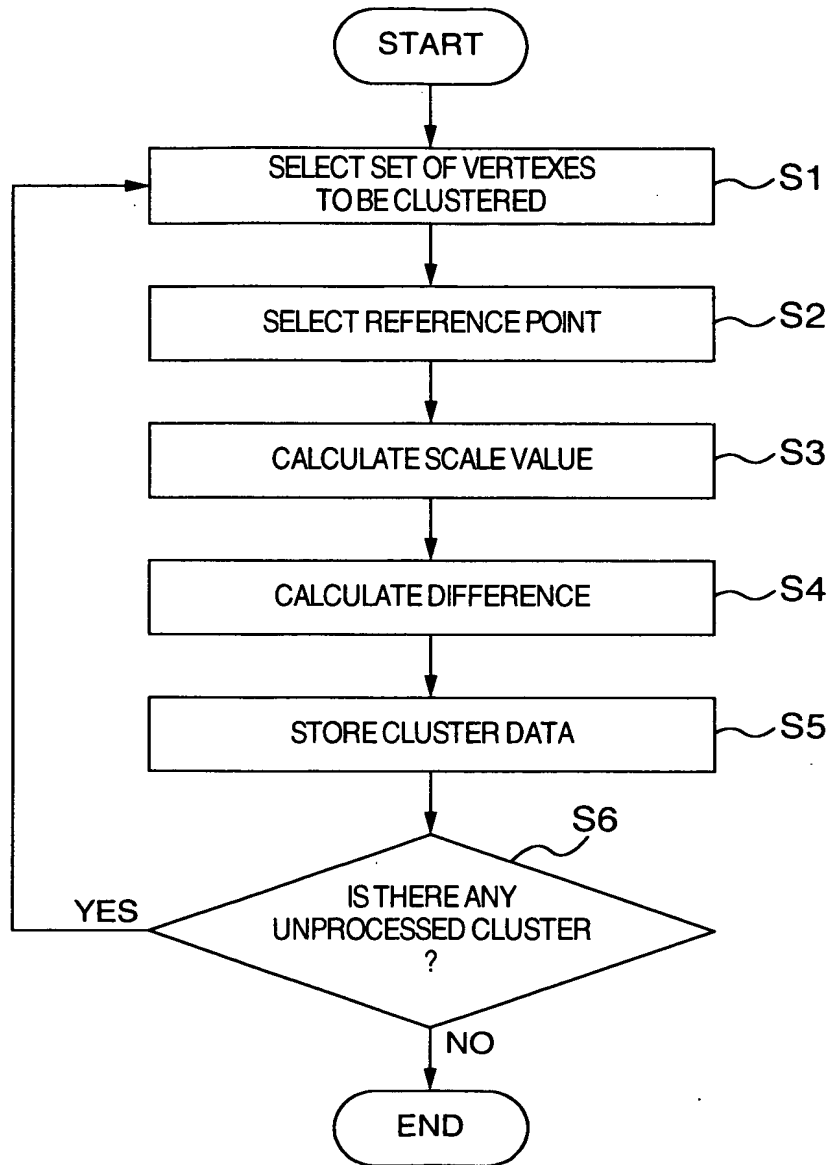 START
SELECT SET OF VERTEXES
TO BE CLUSTERED
S1
SELECT REFERENCE POINT
S2
CALCULATE SCALE VALUE
S3
CALCULATE DIFFERENCE
S4
STORE CLUSTER DATA
S5
S6
IS THERE ANY
UNPROCESSED CLUSTER
?
YES
NO
END